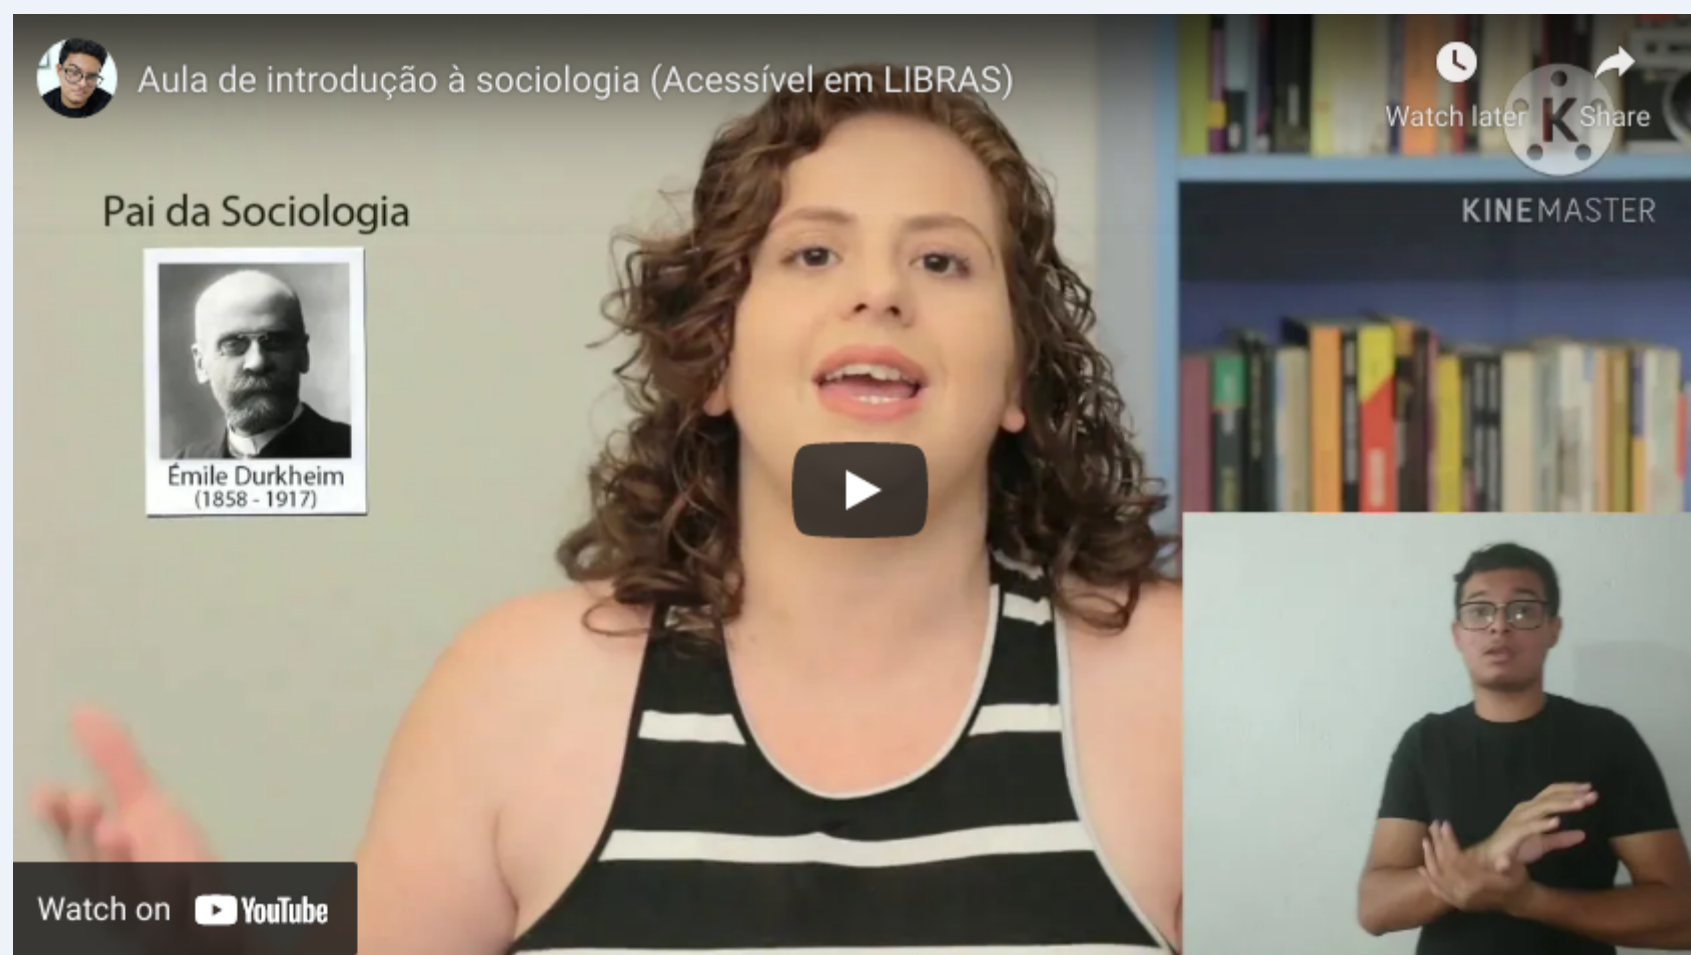 Aula de introdução à sociologia (Acessível em LIBRAS)
Watch later
Share
K
KINEMASTER
Pai da Sociologia
Émile Durkheim
(1858 - 1917)
Watch on YouTube